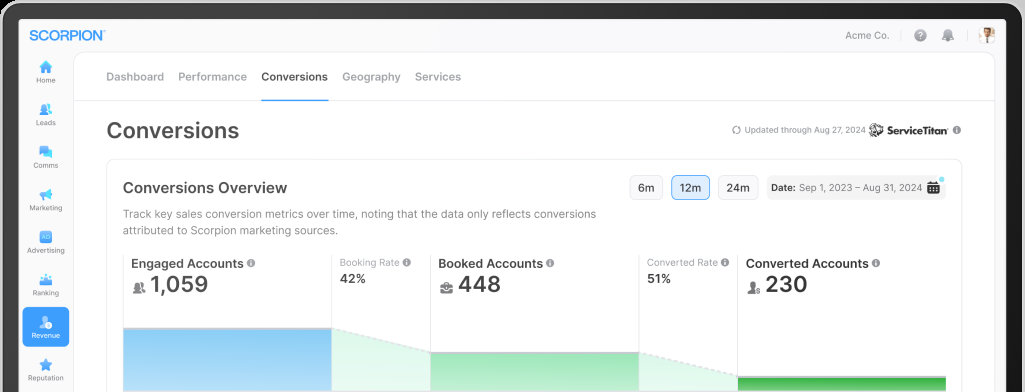 SCORPION
Acme Co.
Home
Leads
Comms
Marketing
AD
Advertising
Ranking
Revenue
Reputation
Dashboard Performance Conversions Geography Services
Conversions
Updated through Aug 27, 2024 ServiceTitan
Conversions Overview
6m 12m 24m Date: Sep 1, 2023 – Aug 31, 2024
Track key sales conversion metrics over time, noting that the data only reflects conversions
attributed to Scorpion marketing sources.
Engaged Accounts
1,059
Booking Rate
42%
Booked Accounts
448
Converted Rate
51%
Converted Accounts
230